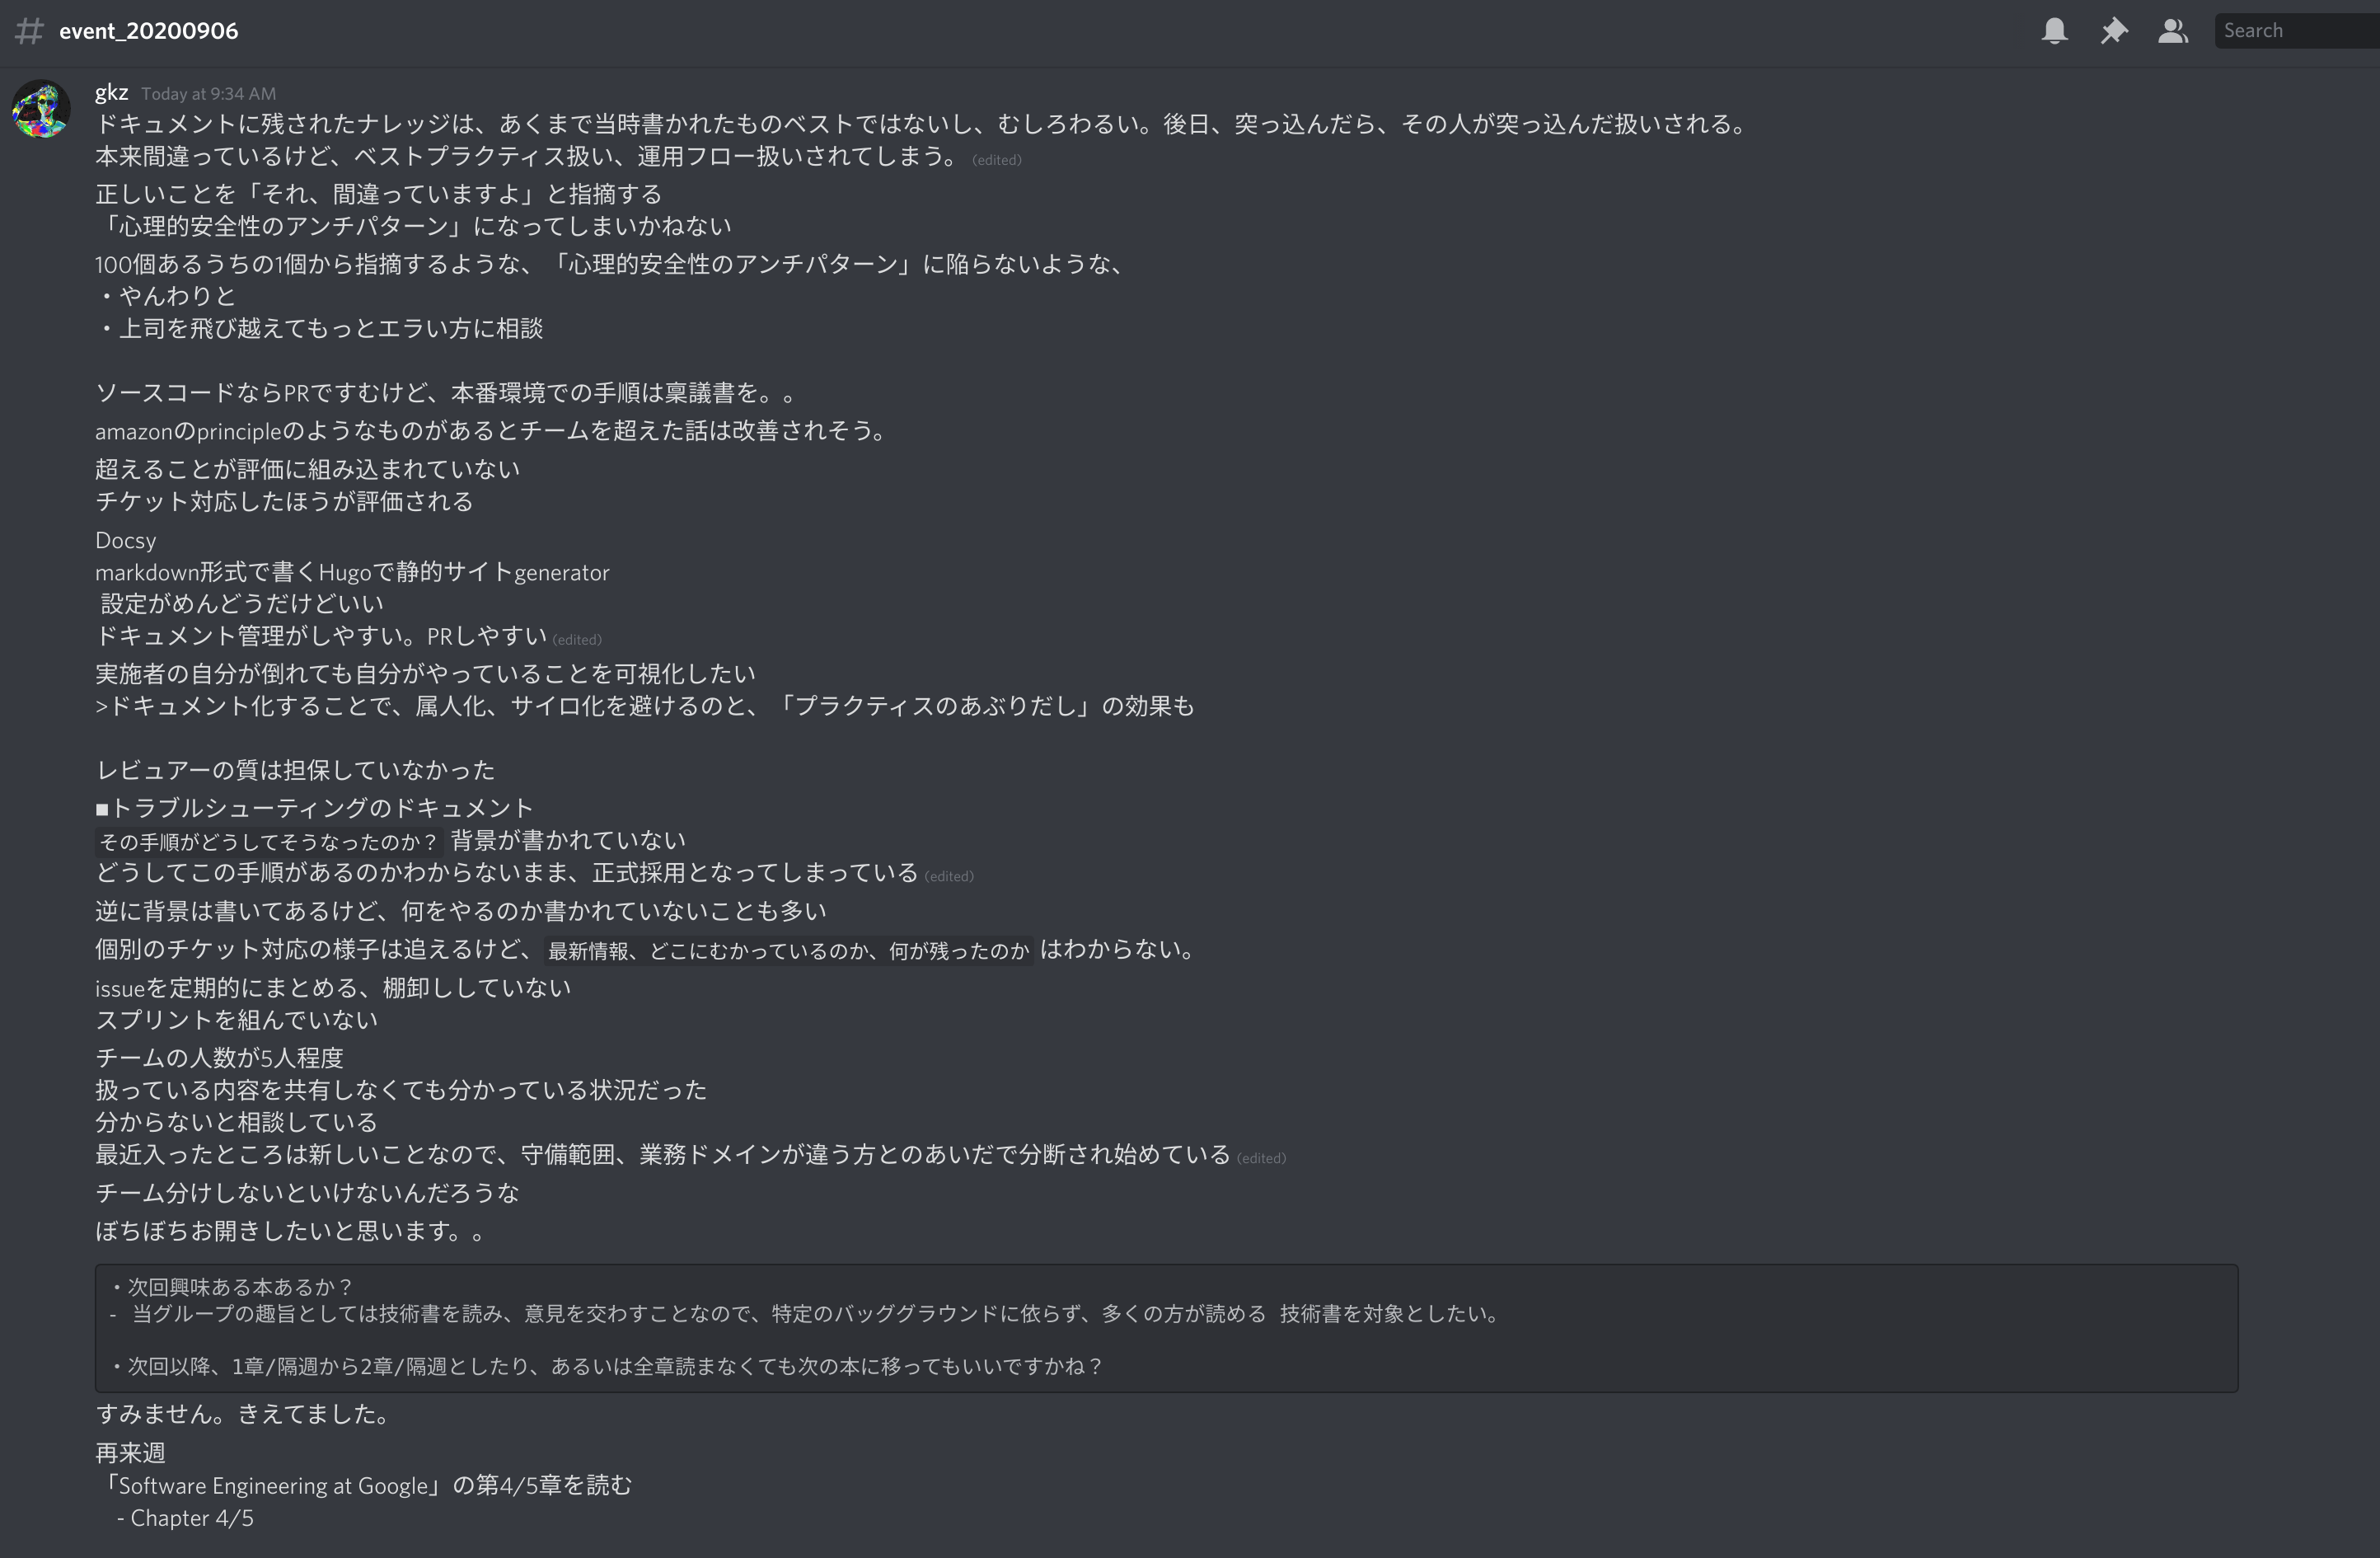 event_20200906
Search
gkz Today at 9:34 AM
ドキュメントに残されたナレッジは、あくまで当時書かれたものベストではないし、むしろわるい。後日、突っ込んだら、その人が突っ込んだ扱いされる。
本来間違っているけど、ベストプラクティス扱い、運用フロー扱いされてしまう。 (edited)
正しいことを「それ、間違っていますよ」と指摘する
「心理的安全性のアンチパターン」になってしまいかねない
100個あるうちの1個から指摘するような、「心理的安全性のアンチパターン」に陥らないような、
・やんわりと
・上司を飛び越えてもっとエラい方に相談
ソースコードならPRですむけど、本番環境での手順は稟議書を。。
amazonのprincipleのようなものがあるとチームを超えた話は改善されそう。
超えることが評価に組み込まれていない
チケット対応したほうが評価される
Docsy
markdown形式で書くHugoで静的サイトgenerator
設定がめんどうだけどいい
ドキュメント管理がしやすい。PRしやすい (edited)
実施者の自分が倒れても自分がやっていることを可視化したい
>ドキュメント化することで、属人化、サイロ化を避けるのと、「プラクティスのあぶりだし」の効果も
レビュアーの質は担保していなかった
■トラブルシューティングのドキュメント
その手順がどうしてそうなったのか？ 背景が書かれていない
どうしてこの手順があるのかわからないまま、正式採用となってしまっている (edited)
逆に背景は書いてあるけど、何をやるのか書かれていないことも多い
個別のチケット対応の様子は追えるけど、 最新情報、どこにむかっているのか、何が残ったのか はわからない。
issueを定期的にまとめる、棚卸ししていない
スプリントを組んでいない
チームの人数が5人程度
扱っている内容を共有しなくても分かっている状況だった
分からないと相談している
最近入ったところは新しいことなので、守備範囲、業務ドメインが違う方とのあいだで分断され始めている (edited)
チーム分けしないといけないんだろうな
ぼちぼちお開きしたいと思います。。
・次回興味ある本あるか？
- 当グループの趣旨としては技術書を読み、意見を交わすことなので、特定のバッググラウンドに依らず、多くの方が読める 技術書を対象としたい。
・次回以降、1章/隔週から2章/隔週としたり、あるいは全章読まなくても次の本に移ってもいいですかね？
すみません。きえてました。
再来週
「Software Engineering at Google」の第4/5章を読む
- Chapter 4/5